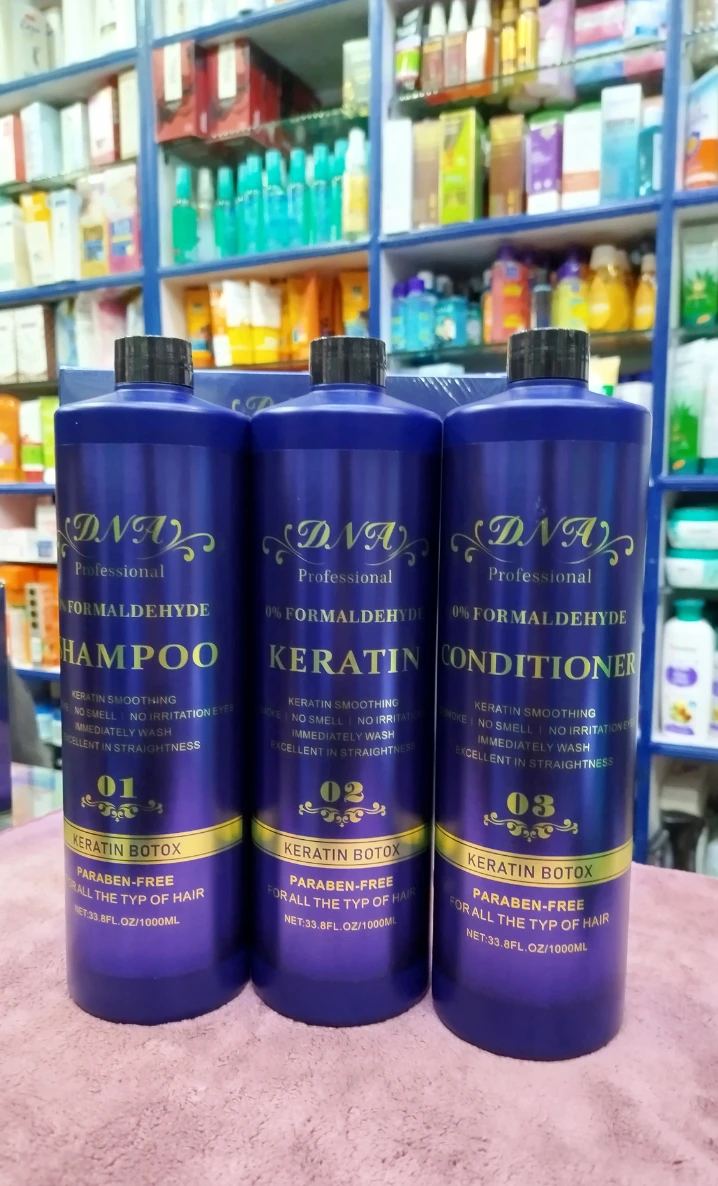 DNA
Professional
0% FORMALDEHYDE
SHAMPOO
KERATIN SMOOTHING
NO SMELL | NO IRRITATION EYES
IMMEDIATELY WASH
EXCELLENT IN STRAIGHTNESS
01
KERATIN BOTOX
PARABEN-FREE
FOR ALL THE TYP OF HAIR
NET:33.8FL.OZ/1000ML
DNA
Professional
0% FORMALDEHYDE
KERATIN
KERATIN SMOOTHING
SMOKE | NO SMELL | NO IRRITATION
IMMEDIATELY WASH
EXCELLENT IN STRAIGHTNESS
02
KERATIN BOTOX
PARABEN-FREE
FOR ALL THE TYP OF HAIR
NET:33.8FL.OZ/1000ML
DNA
Professional
0% FORMALDEHYDE
CONDITIONER
KERATIN SMOOTHING
SMOKE | NO SMELL | NO IRRITATION EYE
IMMEDIATELY WASH
EXCELLENT IN STRAIGHTNESS
03
KERATIN BOTOX
PARABEN-FREE
FOR ALL THE TYP OF HAIR
NET:33.8FL.OZ/1000ML